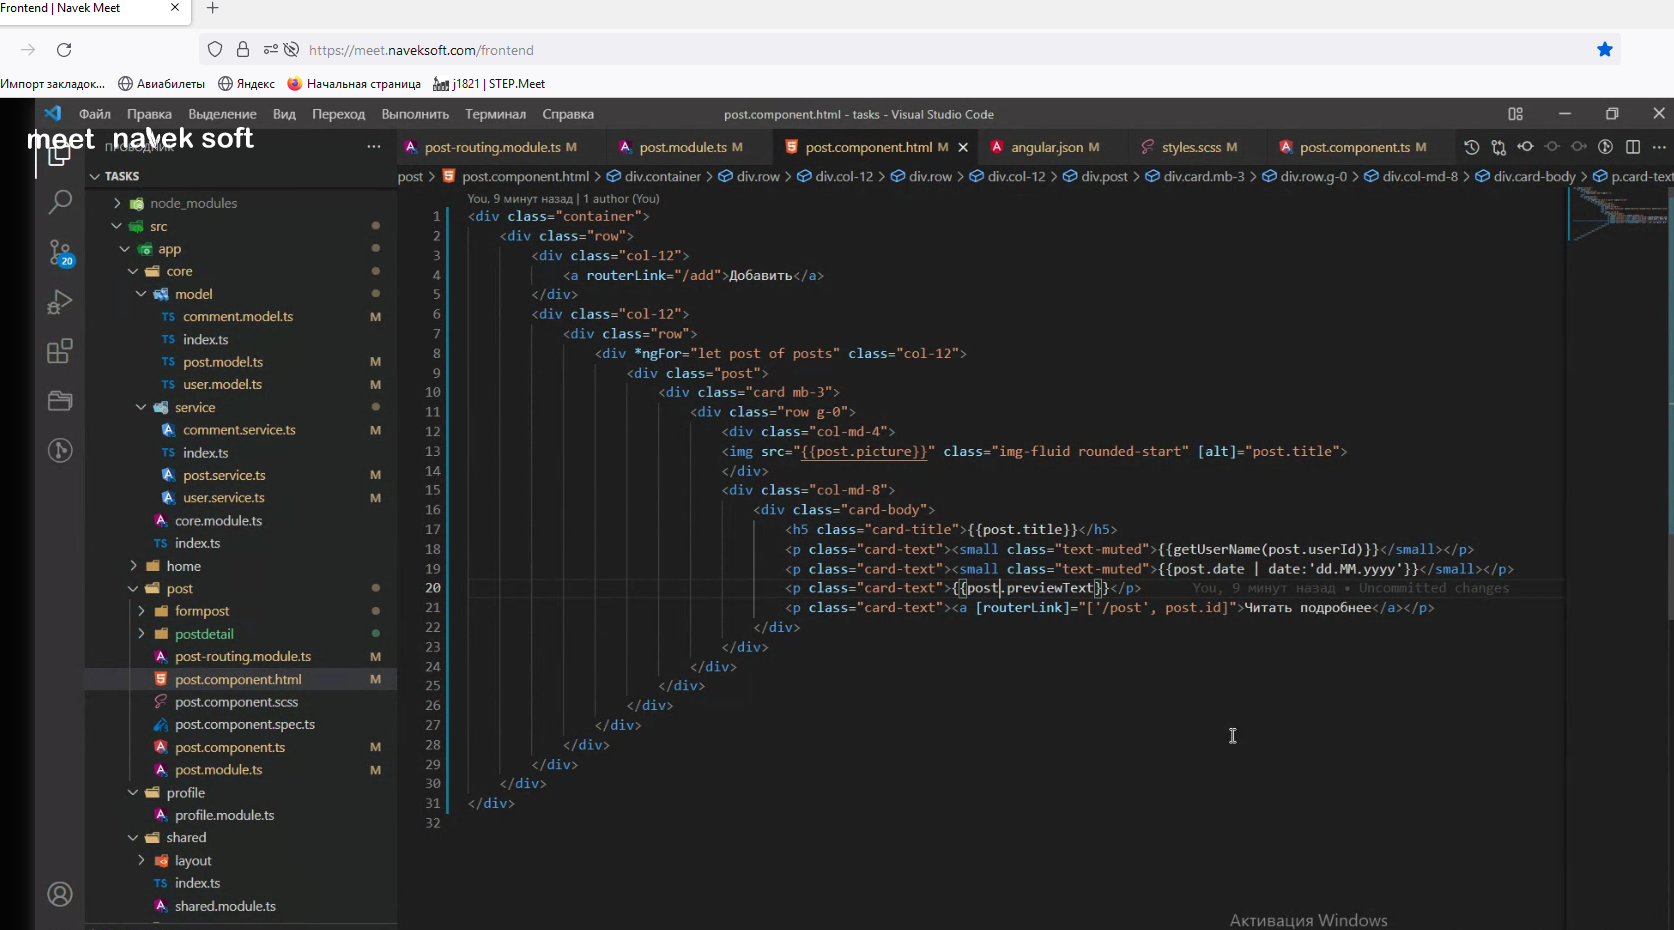 Frontend | Navek Meet
https://meet.naveksoft.com/frontend
Импорт закладок... Авиабилеты Яндекс Начальная страница j1821 | STEP.Meet
Файл Правка Выделение Вид Переход Выполнить Терминал Справка post.component.html - tasks - Visual Studio Code
meet navek soft
ПРОВОДНИК
post-routing.module.ts M post.module.ts M post.component.html M angular.json M styles.scss M post.component.ts M
post > post.component.html > div.container > div.row > div.col-12 > div.row > div.col-12 > div.post > div.card.mb-3 > div.row.g-0 > div.col-md-8 > div.card-body > p.card-text
TASKS
node_modules
src
app
core
model
comment.model.ts M
index.ts
post.model.ts M
user.model.ts M
service
comment.service.ts M
index.ts
post.service.ts M
user.service.ts M
core.module.ts
index.ts
home
post
formpost
postdetail
post-routing.module.ts M
post.component.html M
post.component.scss
post.component.spec.ts
post.component.ts M
post.module.ts M
profile
profile.module.ts
shared
layout
index.ts
shared.module.ts
20
You, 9 минут назад | 1 author (You)
1 <div class="container">
2 <div class="row">
3 <div class="col-12">
4 <a routerLink="/add">Добавить</a>
5 </div>
6 <div class="col-12">
7 <div class="row">
8 <div *ngFor="let post of posts" class="col-12">
9 <div class="post">
10 <div class="card mb-3">
11 <div class="row g-0">
12 <div class="col-md-4">
13 <img src="{{post.picture}}" class="img-fluid rounded-start" [alt]="post.title">
14 </div>
15 <div class="col-md-8">
16 <div class="card-body">
17 <h5 class="card-title">{{post.title}}</h5>
18 <p class="card-text"><small class="text-muted">{{getUserName(post.userId)}}</small></p>
19 <p class="card-text"><small class="text-muted">{{post.date | date:'dd.MM.yyyy'}}</small></p>
20 <p class="card-text">{{post.previewText}}</p> You, 9 минут назад • Uncommitted changes
21 <p class="card-text"><a [routerLink]="['/post', post.id]">Читать подробнее</a></p>
22 </div>
23 </div>
24 </div>
25 </div>
26 </div>
27 </div>
28 </div>
29 </div>
30 </div>
31 </div>
32
Активация Windows